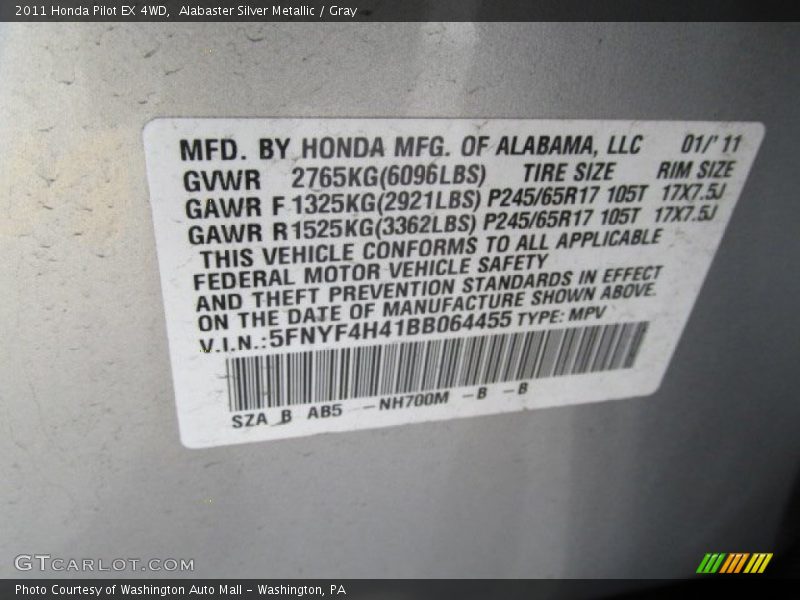 2011 Honda Pilot EX 4WD,  Alabaster Silver Metallic / Gray
MFD. BY HONDA MFG. OF ALABAMA, LLC 01/' 11
GVWR 2765KG(6096LBS) TIRE SIZE RIM SIZE
GAWR F 1325KG(2921LBS) P245/65R17 105T 17X7.5J
GAWR R 1525KG(3362LBS) P245/65R17 105T 17X7.5J
THIS VEHICLE CONFORMS TO ALL APPLICABLE
FEDERAL MOTOR VEHICLE SAFETY
AND THEFT PREVENTION STANDARDS IN EFFECT
ON THE DATE OF MANUFACTURE SHOWN ABOVE.
V.I.N.:5FNYF4H41BB064455 TYPE: MPV
SZA B AB5 -NH700M -B -B
GTCARLOT.COM
Photo Courtesy of Washington Auto Mall - Washington, PA